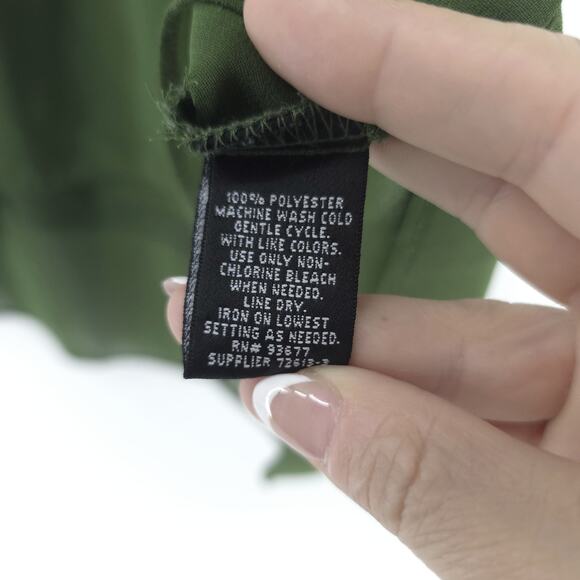 100% POLYESTER
MACHINE WASH COLD
GENTLE CYCLE.
WITH LIKE COLORS.
USE ONLY NON-
CHLORINE BLEACH
WHEN NEEDED.
LINE DRY.
IRON ON LOWEST
SETTING AS NEEDED.
RN# 93677
SUPPLIER